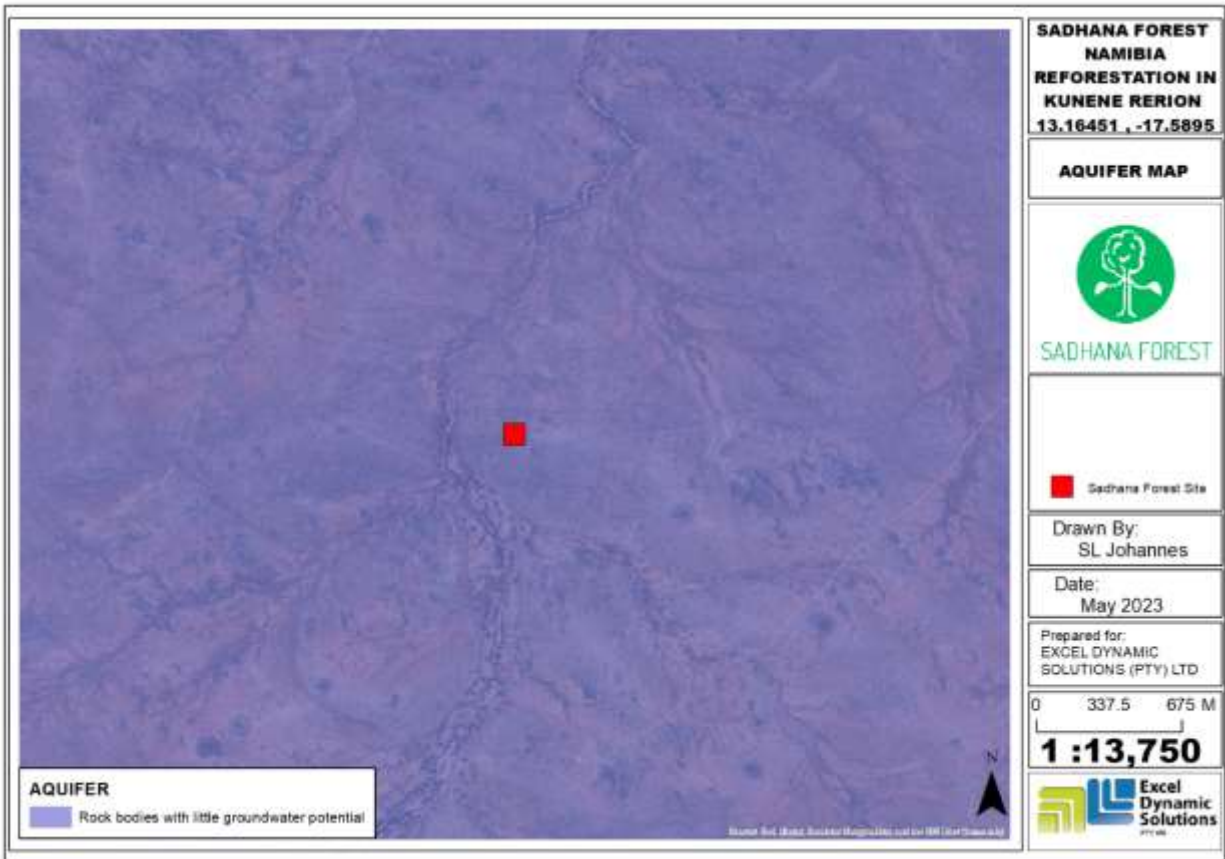 SADHANA FOREST
NAMIBIA
REFORESTATION IN
KUNENE RERION
13.16451 , -17.5895
AQUIFER MAP
SADHANA FOREST
Sadhana Forest Site
Drawn By:
SL Johannes
Date:
May 2023
Prepared for:
EXCEL DYNAMIC
SOLUTIONS (PTY) LTD
0 337.5 675 M
1 :13,750
Excel
Dynamic
Solutions
N
AQUIFER
Rock bodies with little groundwater potential